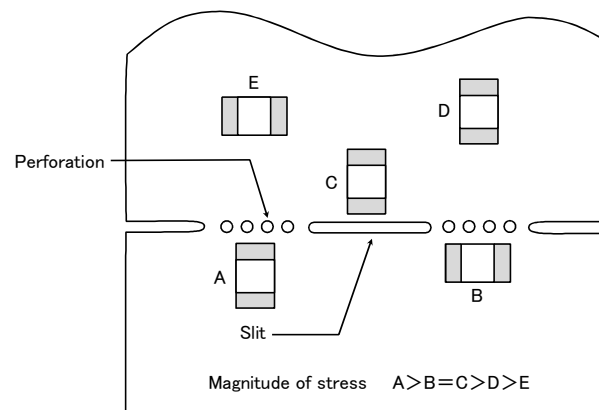 E
D
Perforation
C
A
B
Slit
Magnitude of stress A＞B＝C＞D＞E